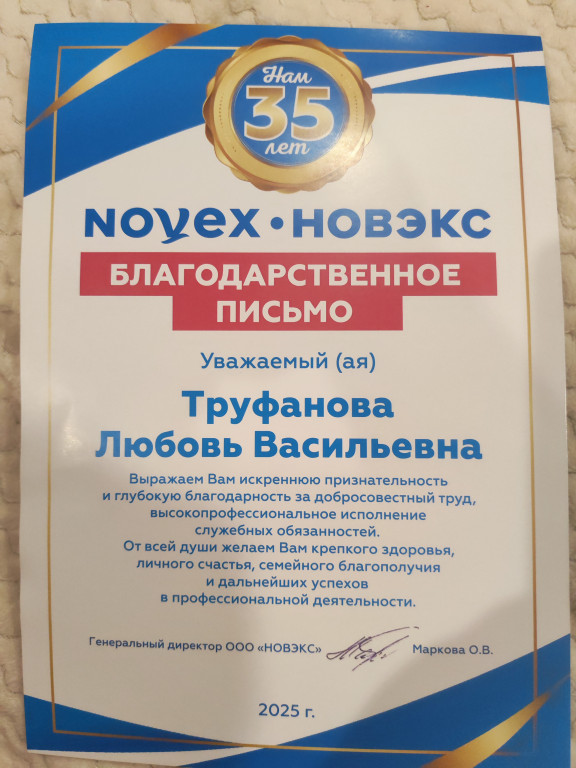 Нам
35
лет
NOYEX • НОВЭКС
БЛАГОДАРСТВЕННОЕ
ПИСЬМО
Уважаемый (ая)
Труфанова
Любовь Васильевна
Выражаем Вам искреннюю признательность
и глубокую благодарность за добросовестный труд,
высокопрофессиональное исполнение
служебных обязанностей.
От всей души желаем Вам крепкого здоровья,
личного счастья, семейного благополучия
и дальнейших успехов
в профессиональной деятельности.
Генеральный директор ООО «НОВЭКС» Маркова О.В.
2025 г.